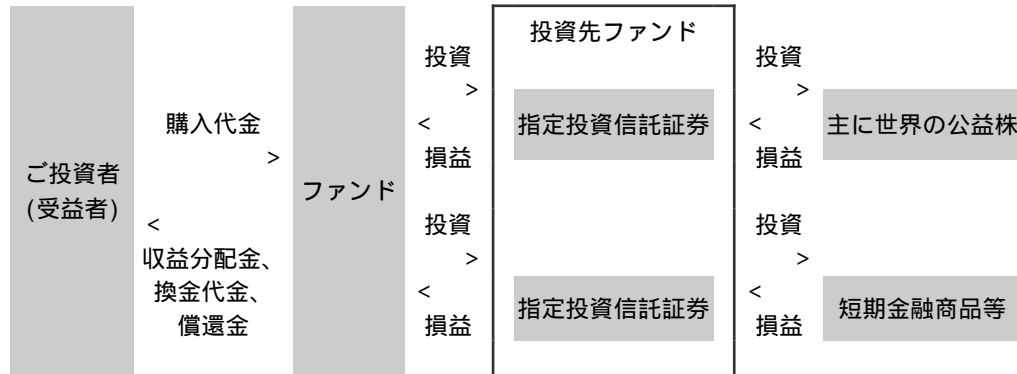 ご投資者
(受益者)
購入代金
>
<
収益分配金、
換金代金、
償還金
ファンド
投資
>
<
損益
投資
>
<
損益
投資先ファンド
指定投資信託証券
指定投資信託証券
投資
>
<
損益
投資
>
<
損益
主に世界の公益株
短期金融商品等